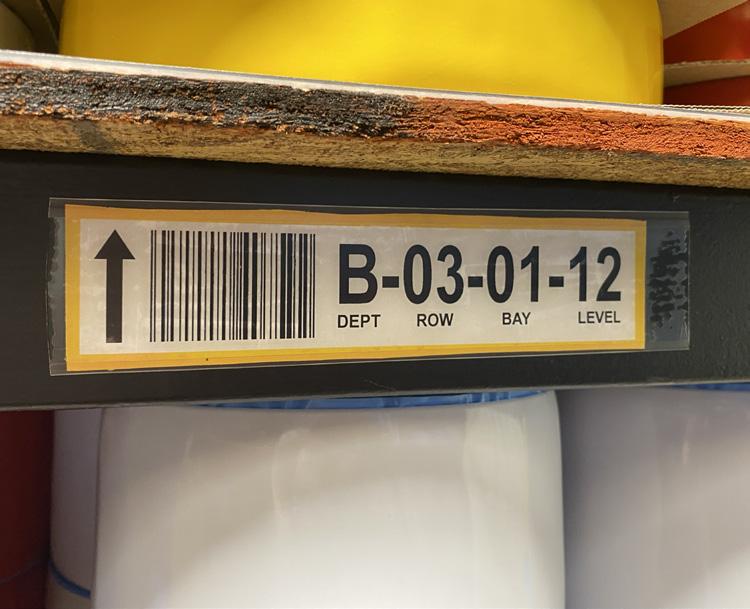 B-03-01-12
DEPT ROW BAY LEVEL